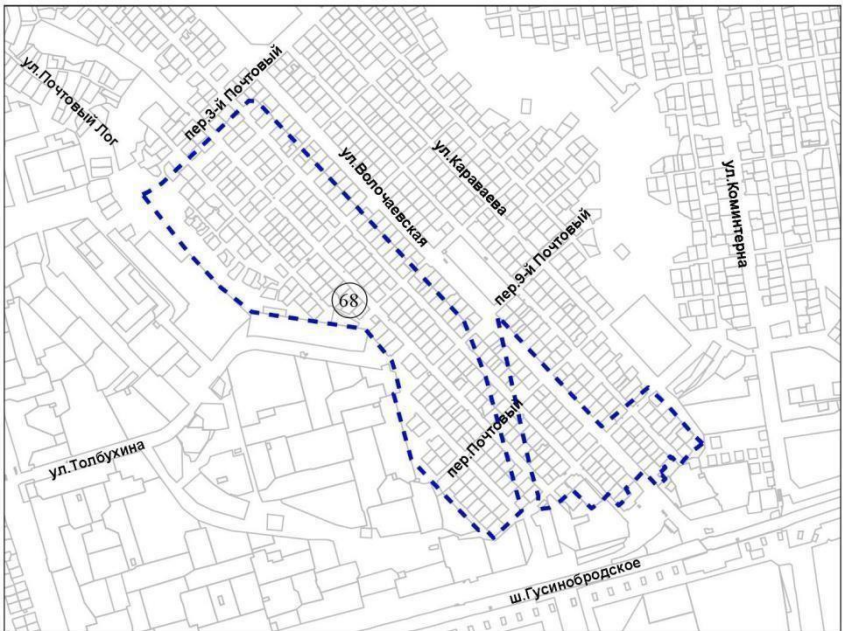 ул.Почтовый Лог
пер.3-й Почтовый
ул.Волочаевская
ул.Караваева
ул.Коминтерна
пер.9-й Почтовый
68
пер.Почтовый
ул.Толбухина
ш.Гусинобродское